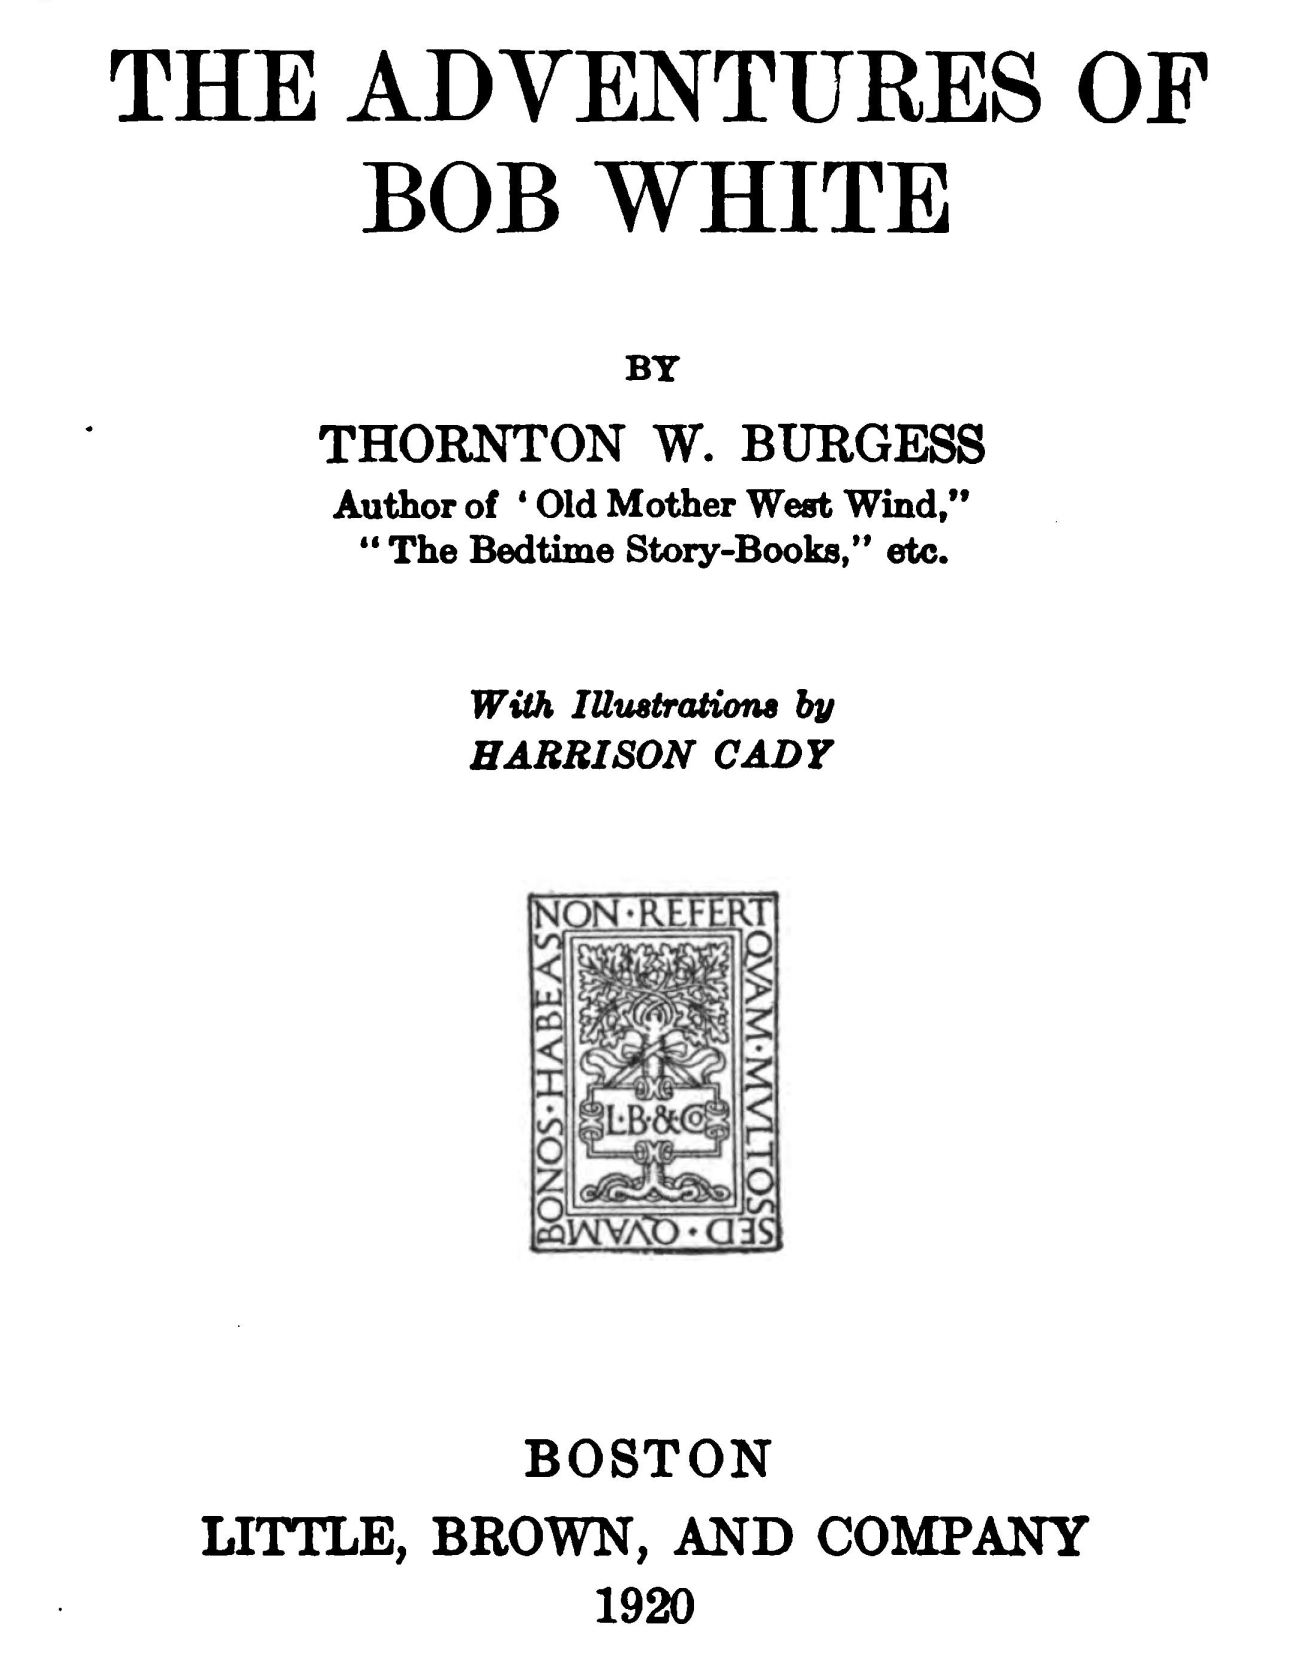 THE ADVENTURES OF
BOB WHITE
BY
THORNTON W. BURGESS
Author of ‘ Old Mother West Wind,”
“ The Bedtime Story-Books,” etc.
With Illustrations by
HARRISON CADY
NON·REFERT
QVAM·MVLTOS
SED·QVAM
BONOS·HABEAS
L·B·&·Co
BOSTON
LITTLE, BROWN, AND COMPANY
1920